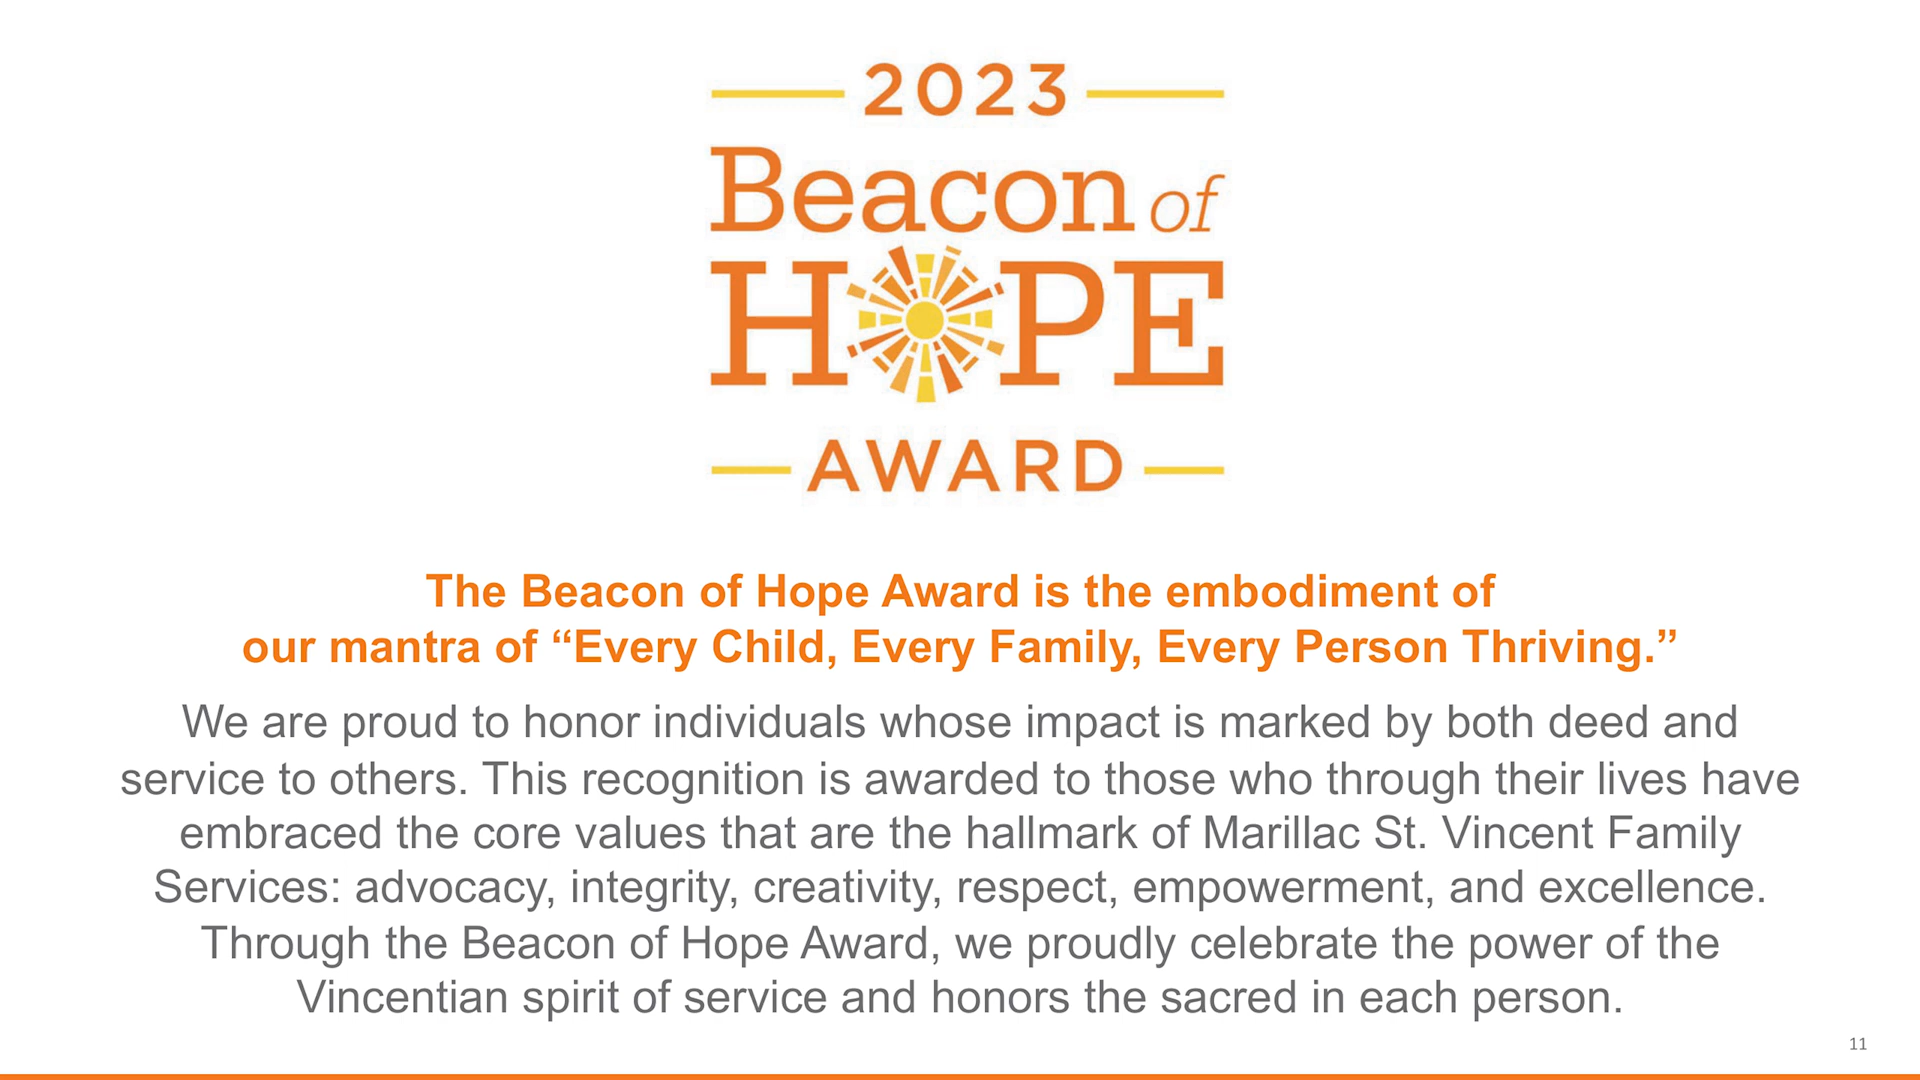 2023
Beacon of
HOPE
AWARD
The Beacon of Hope Award is the embodiment of
our mantra of “Every Child, Every Family, Every Person Thriving.”
We are proud to honor individuals whose impact is marked by both deed and
service to others. This recognition is awarded to those who through their lives have
embraced the core values that are the hallmark of Marillac St. Vincent Family
Services: advocacy, integrity, creativity, respect, empowerment, and excellence.
Through the Beacon of Hope Award, we proudly celebrate the power of the
Vincentian spirit of service and honors the sacred in each person.
11